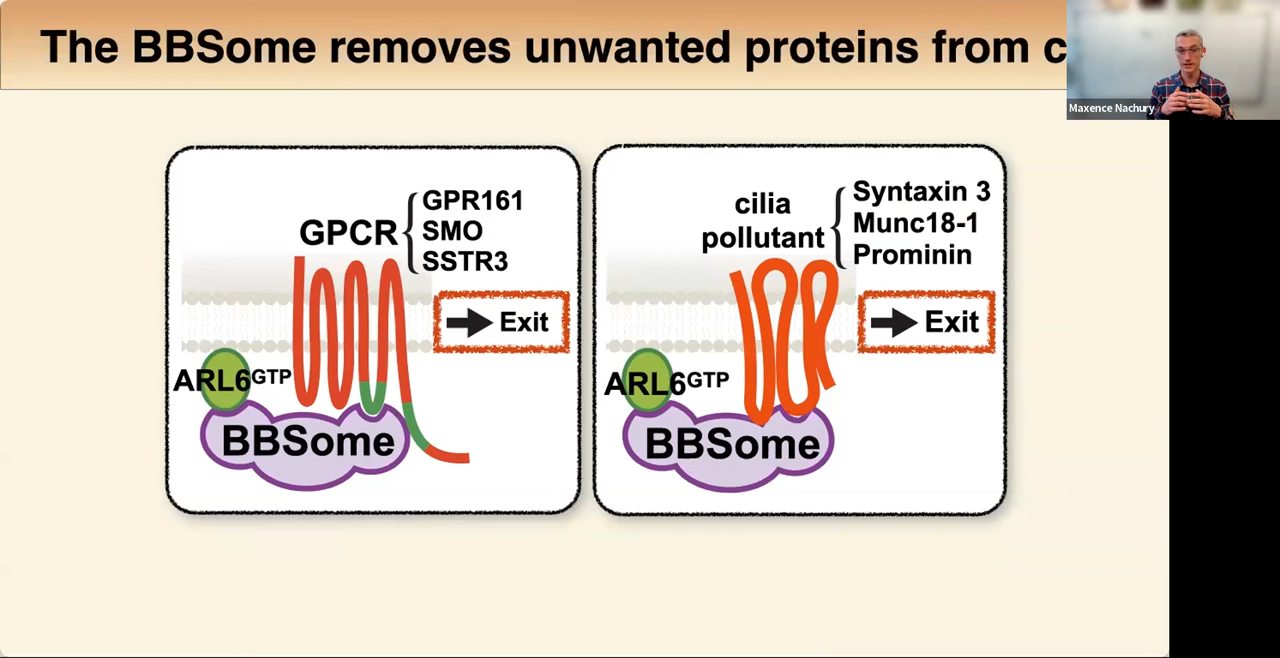 The BBSome removes unwanted proteins from c
Maxence Nachury
GPCR
GPR161
SMO
SSTR3
Exit
ARL6GTP
BBSome
cilia
pollutant
Syntaxin 3
Munc18-1
Prominin
Exit
ARL6GTP
BBSome